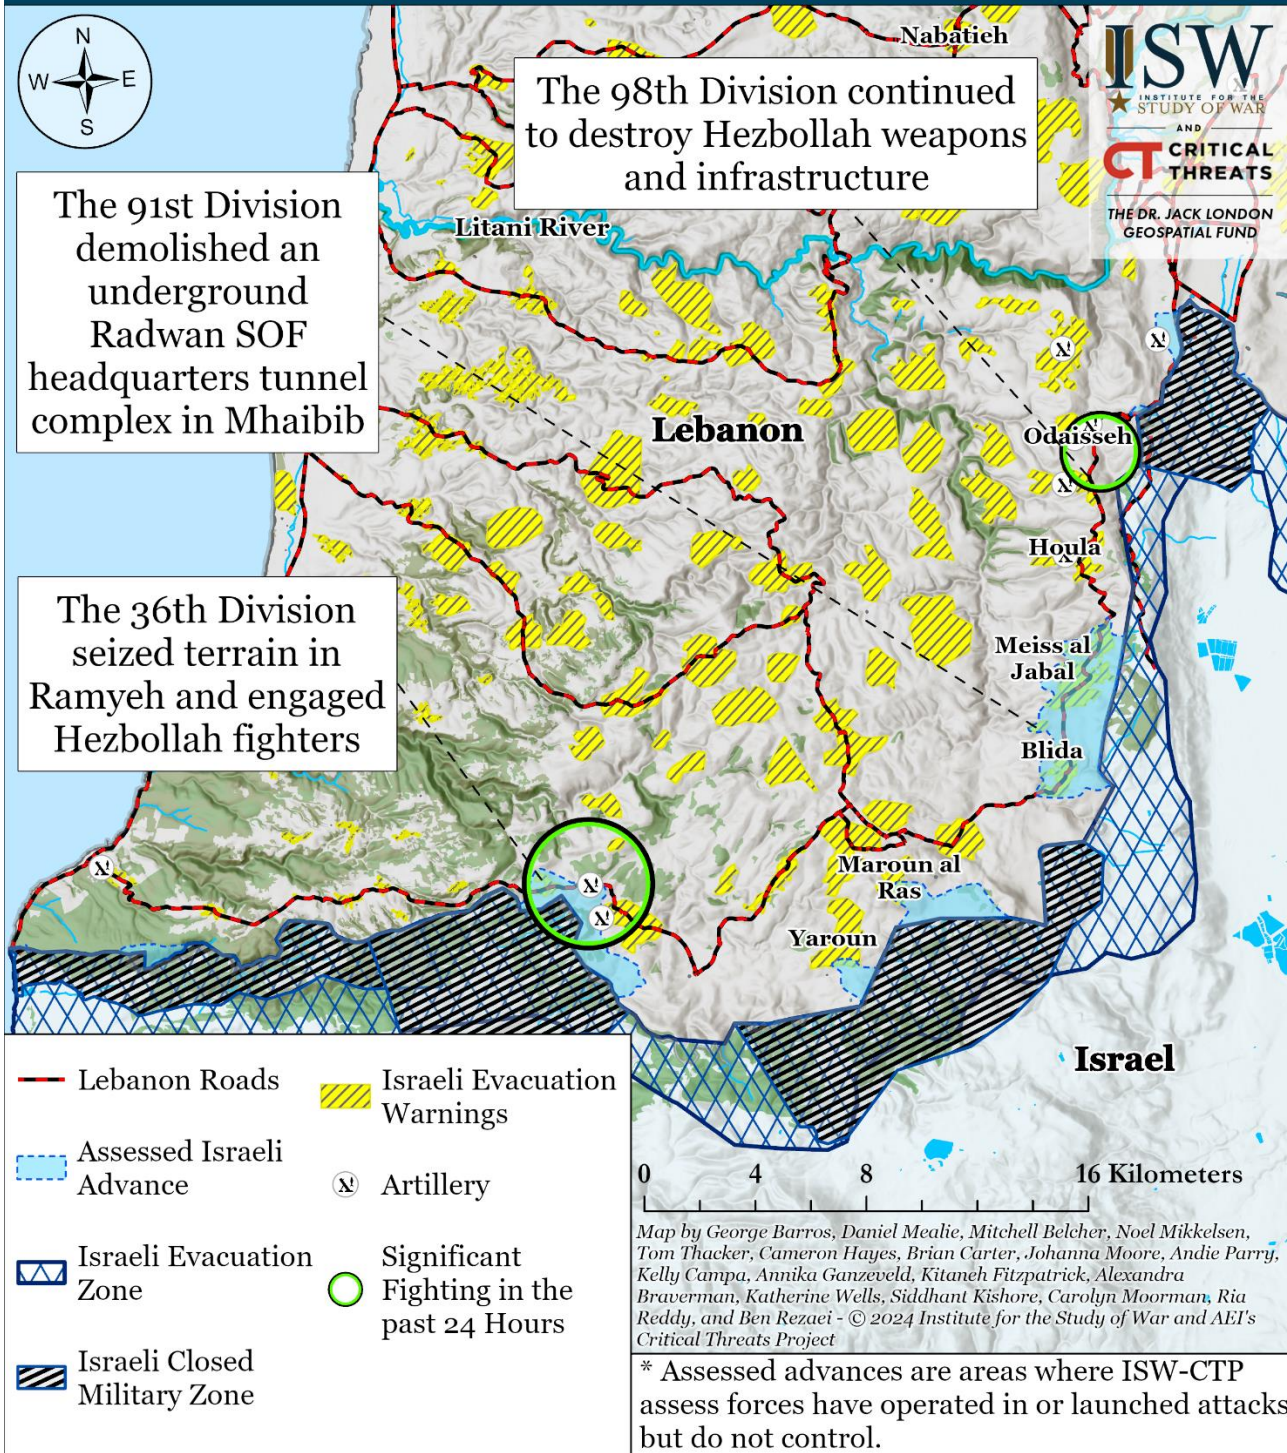 N
W
E
S
Nabatieh
ISW
INSTITUTE FOR THE
STUDY OF WAR
AND
CT CRITICAL
THREATS
THE DR. JACK LONDON
GEOSPATIAL FUND
The 98th Division continued
to destroy Hezbollah weapons
and infrastructure
The 91st Division
demolished an
underground
Radwan SOF
headquarters tunnel
complex in Mhaibib
Litani River
Lebanon
Odaisseh
Houla
The 36th Division
seized terrain in
Ramyeh and engaged
Hezbollah fighters
Meiss al
Jabal
Blida
Maroun al
Ras
Yaroun
Israel
Lebanon Roads
Assessed Israeli
Advance
Israeli Evacuation
Zone
Israeli Closed
Military Zone
Israeli Evacuation
Warnings
Artillery
Significant
Fighting in the
past 24 Hours
0 4 8 16 Kilometers
Map by George Barros, Daniel Mealie, Mitchell Belcher, Noel Mikkelsen,
Tom Thacker, Cameron Hayes, Brian Carter, Johanna Moore, Andie Parry,
Kelly Campa, Annika Ganzeveld, Kitaneh Fitzpatrick, Alexandra
Braverman, Katherine Wells, Siddhant Kishore, Carolyn Moorman, Ria
Reddy, and Ben Rezaei - © 2024 Institute for the Study of War and AEI's
Critical Threats Project
* Assessed advances are areas where ISW-CTP
assess forces have operated in or launched attacks
but do not control.